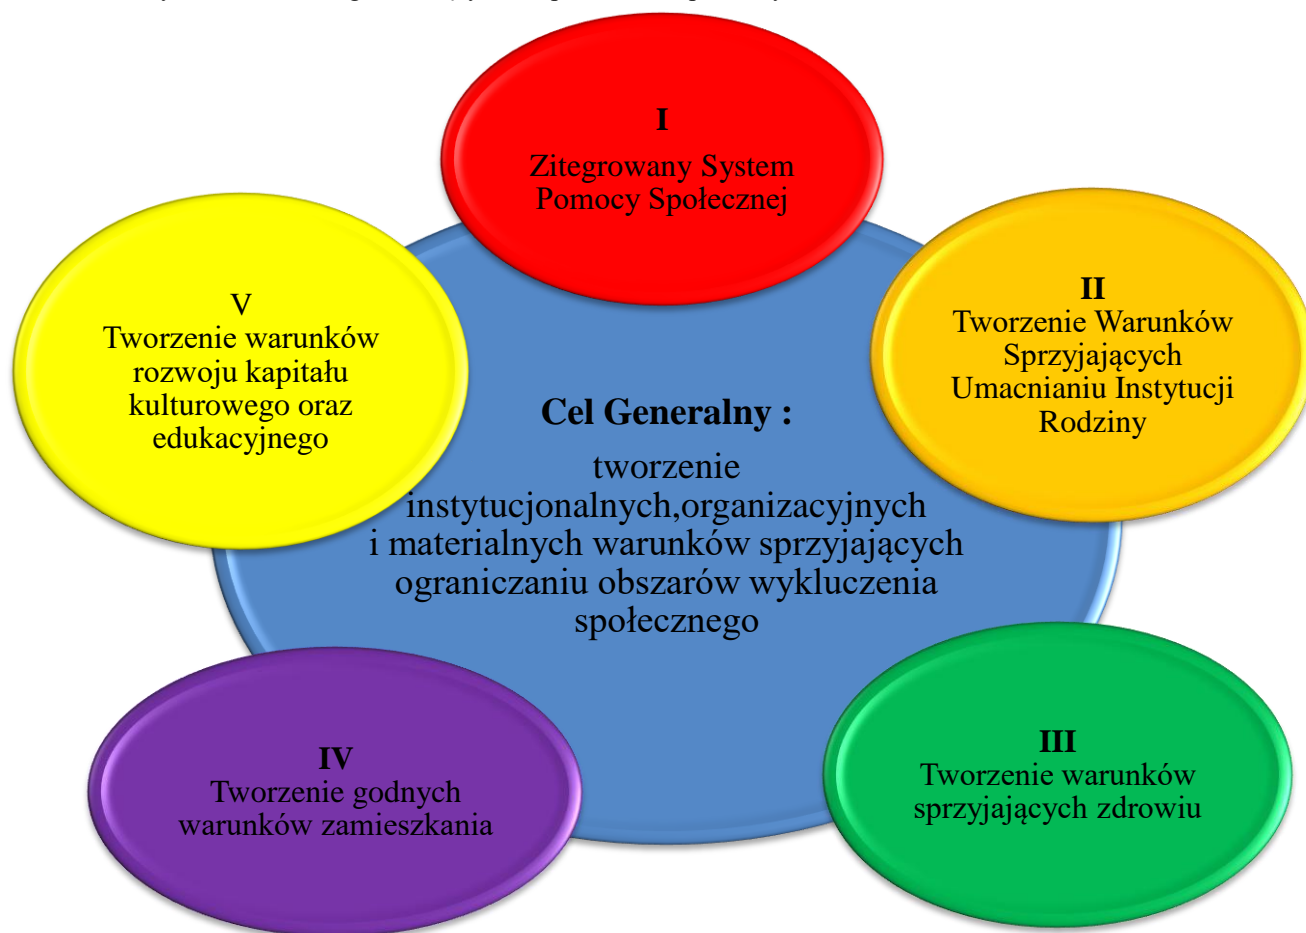 I
Zitegrowany System
Pomocy Społecznej
II
Tworzenie Warunków
Sprzyjających
Umacnianiu Instytucji
Rodziny
V
Tworzenie warunków
rozwoju kapitału
kulturowego oraz
edukacyjnego
Cel Generalny :
tworzenie
instytucjonalnych,organizacyjnych
i materialnych warunków sprzyjających
ograniczaniu obszarów wykluczenia
społecznego
III
Tworzenie warunków
sprzyjających zdrowiu
IV
Tworzenie godnych
warunków zamieszkania